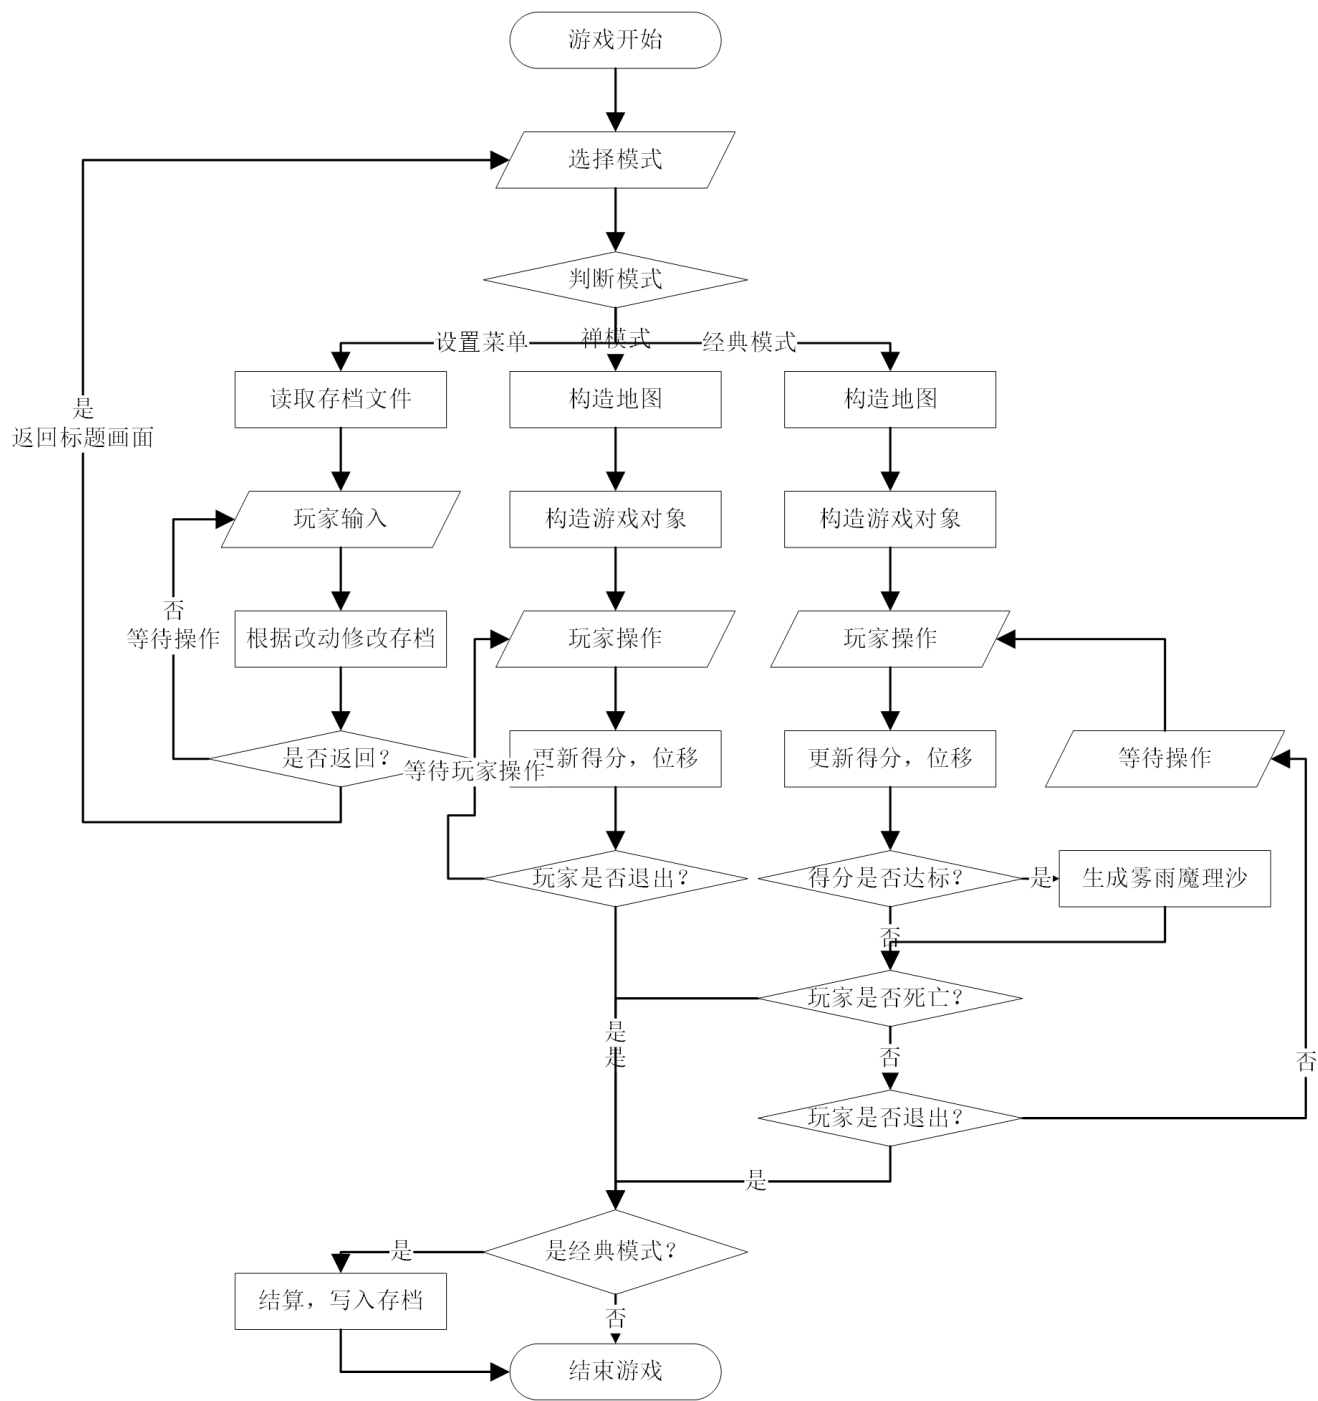 游戏开始
选择模式
判断模式
设置菜单
禅模式
经典模式
读取存档文件
构造地图
构造地图
是
返回标题画面
玩家输入
构造游戏对象
构造游戏对象
否
等待操作
根据改动修改存档
玩家操作
玩家操作
是否返回？
等待玩家操作
更新得分，位移
更新得分，位移
等待操作
玩家是否退出？
得分是否达标？
是
生成雾雨魔理沙
否
玩家是否死亡？
是
是
否
否
玩家是否退出？
是
是经典模式？
是
结算，写入存档
否
结束游戏